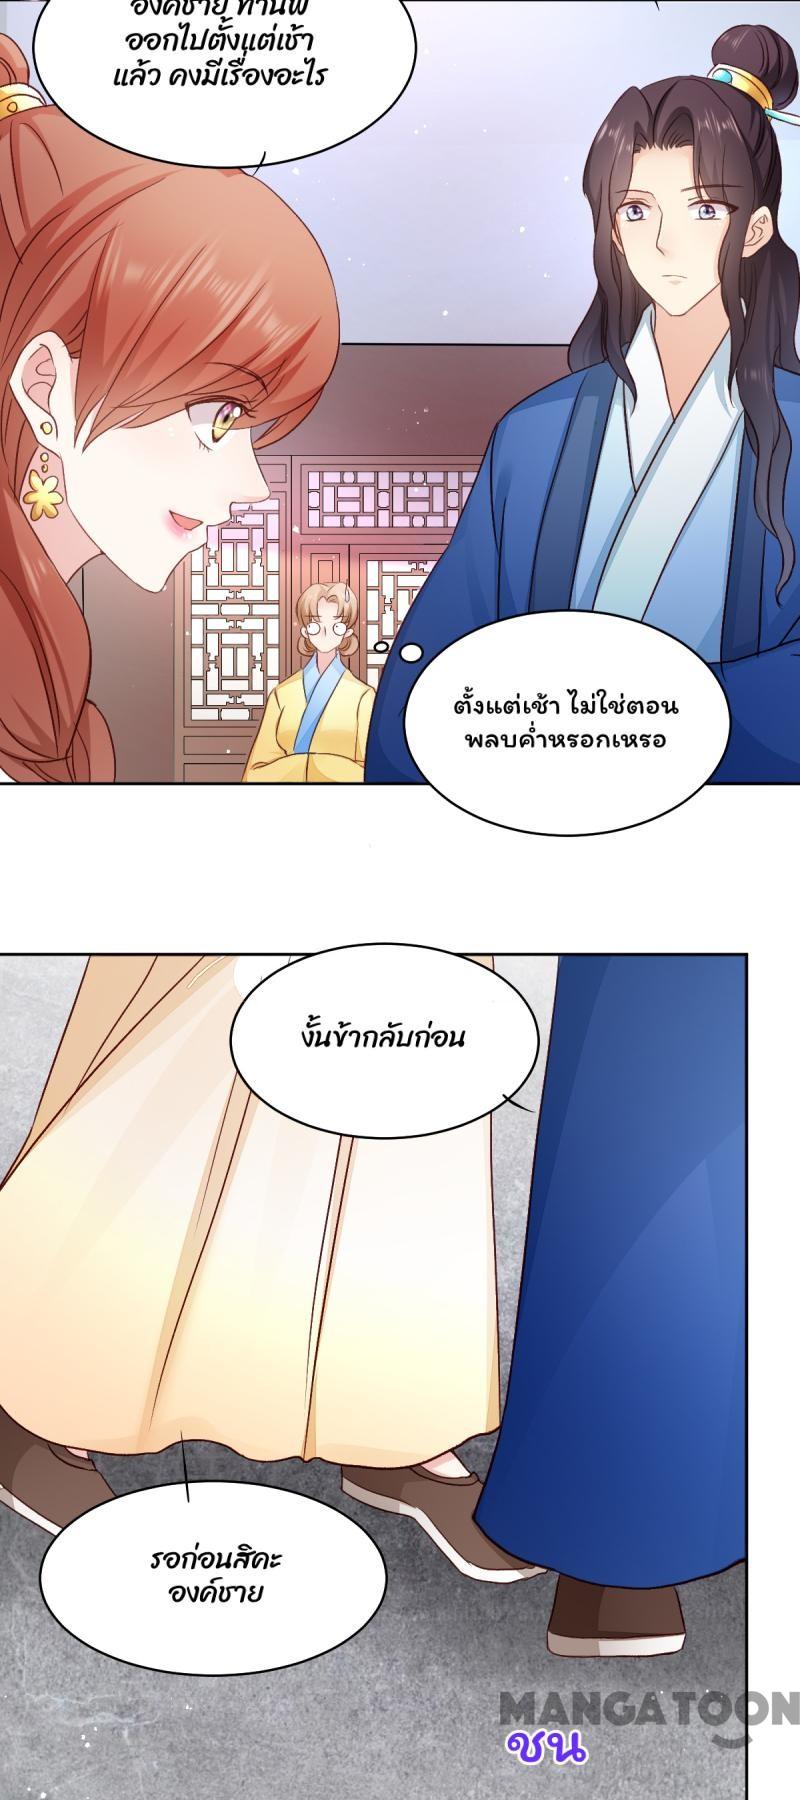 องค์ชาย ท่านพี่
ออกไปตั้งแต่เช้า
แล้ว คงมีเรื่องอะไร
ตั้งแต่เช้า ไม่ใช่ตอน
พลบค่ำหรอกเหรอ
งั้นข้ากลับก่อน
รอก่อนสิคะ
องค์ชาย
MANGATOON
ชน